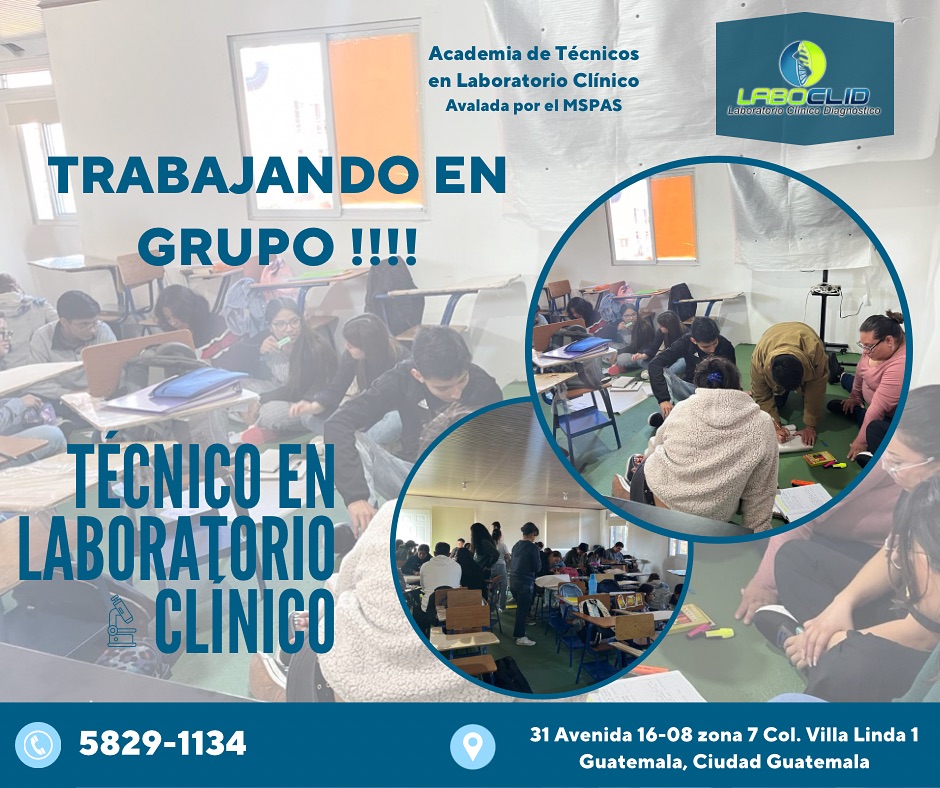 Academia de Técnicos
en Laboratorio Clínico
Avalada por el MSPAS
LABOCLID
Laboratorio Clínico Diagnóstico
TRABAJANDO EN
GRUPO !!!!
TÉCNICO EN
LABORATORIO
CLÍNICO
5829-1134
31 Avenida 16-08 zona 7 Col. Villa Linda 1
Guatemala, Ciudad Guatemala